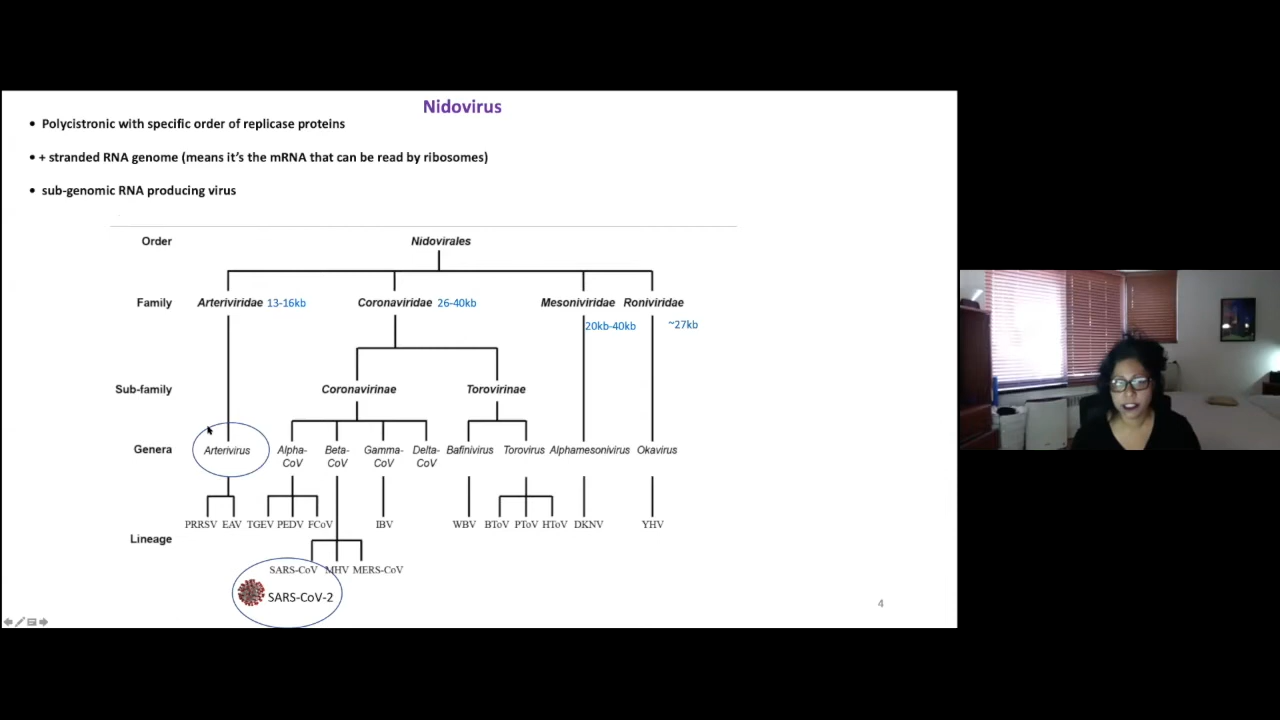 Nidovirus
• Polycistronic with specific order of replicase proteins
• + stranded RNA genome (means it's the mRNA that can be read by ribosomes)
• sub-genomic RNA producing virus
Order Nidovirales
Family Arteriviridae 13-16kb Coronaviridae 26-40kb Mesoniviridae Roniviridae
20kb-40kb ~27kb
Sub-family Coronavirinae Torovirinae
Genera Arterivirus Alpha- Beta- Gamma- Delta- Bafinivirus Torovirus Alphamesonivirus Okavirus
CoV CoV CoV CoV
PRRSV EAV TGEV PEDV FCoV IBV WBV BToV PToV HToV DKNV YHV
Lineage
SARS-CoV MHV MERS-CoV
SARS-CoV-2
4